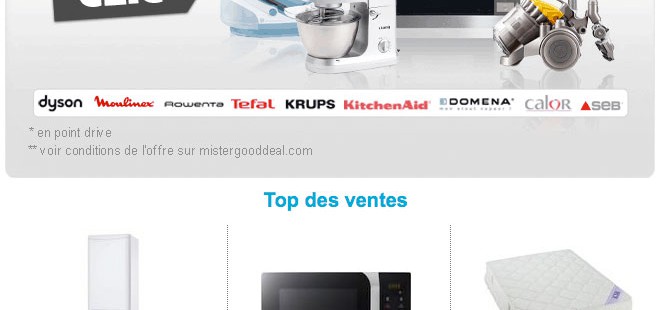 CLIC
dyson Moulinex Rowenta Tefal KRUPS KitchenAid DOMENA calor SEB
* en point drive
** voir conditions de l'offre sur mistergooddeal.com
Top des ventes